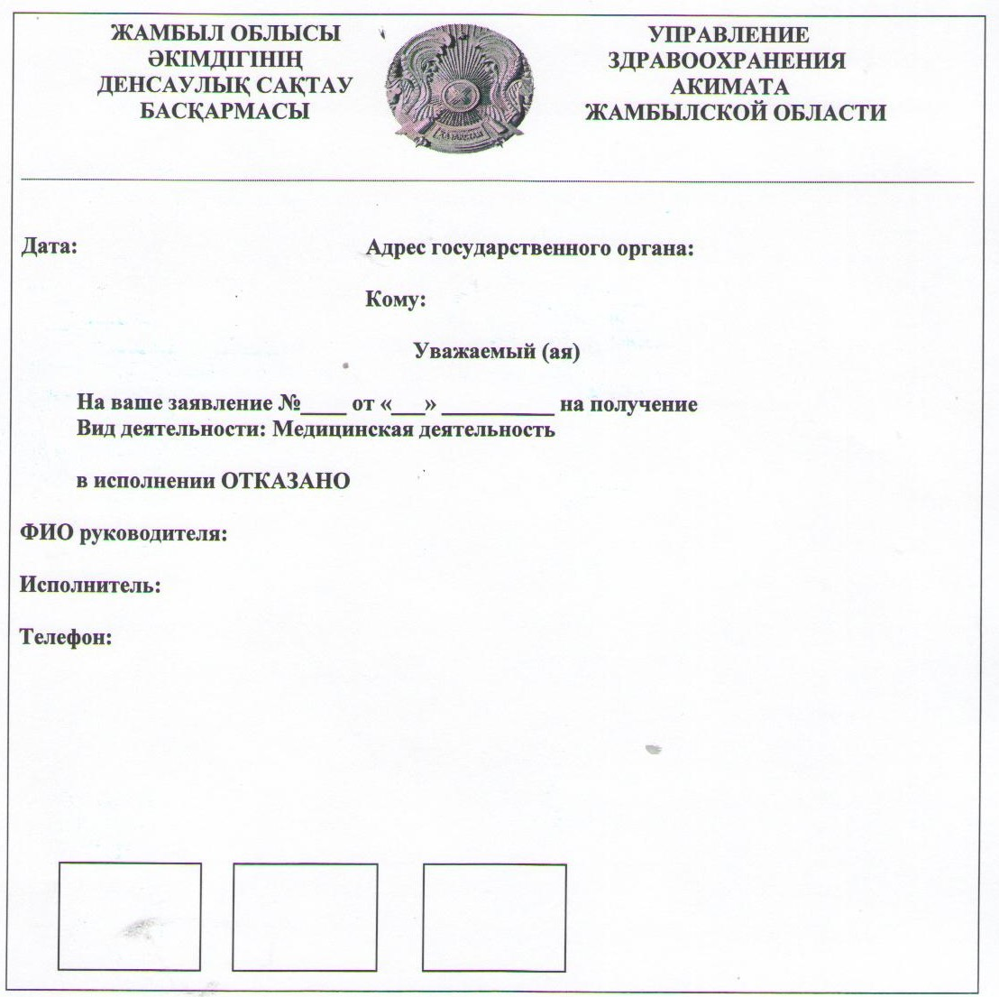 ЖАМБЫЛ ОБЛЫСЫ
ӘКІМДІГІНІҢ
ДЕНСАУЛЫҚ САҚТАУ
БАСҚАРМАСЫ
УПРАВЛЕНИЕ
ЗДРАВООХРАНЕНИЯ
АКИМАТА
ЖАМБЫЛСКОЙ ОБЛАСТИ
Дата:
Адрес государственного органа:
Кому:
Уважаемый (ая)
На ваше заявление №____ от «___» __________ на получение
Вид деятельности: Медицинская деятельность
в исполнении ОТКАЗАНО
ФИО руководителя:
Исполнитель:
Телефон: